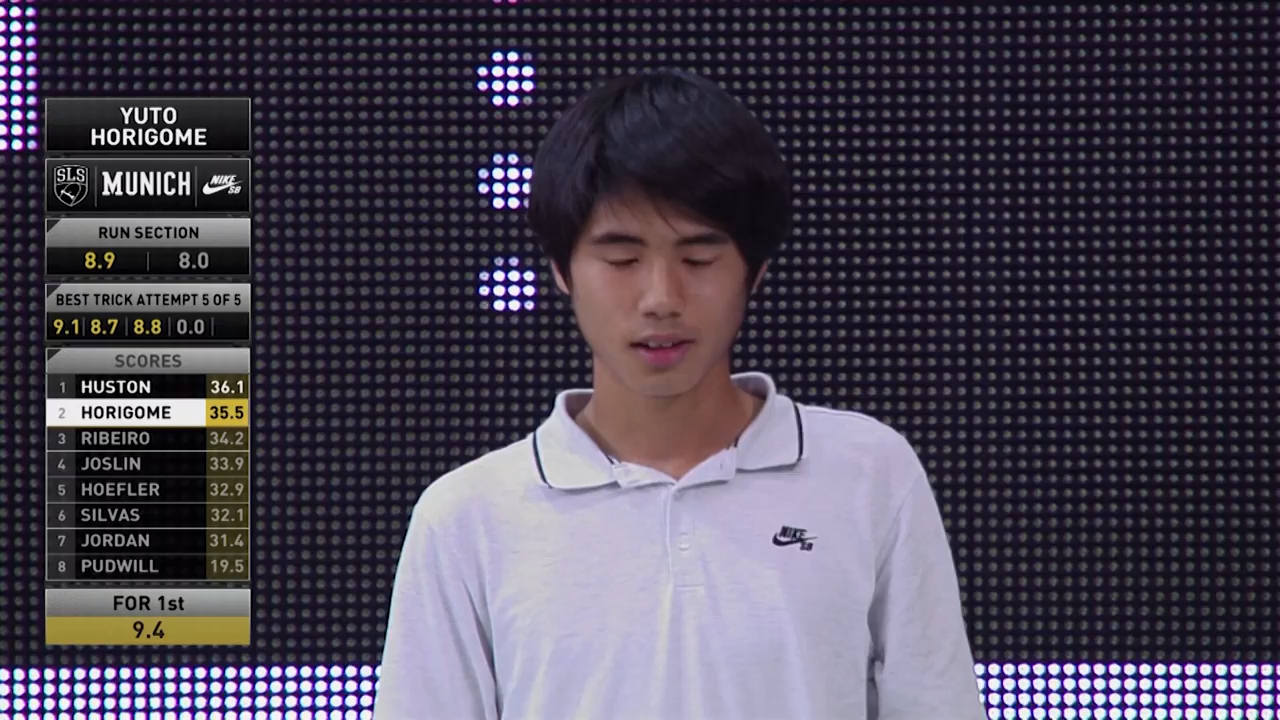 YUTO
HORIGOME
SLS MUNICH NIKE SB
RUN SECTION
8.9 8.0
BEST TRICK ATTEMPT 5 OF 5
9.1 8.7 8.8 0.0
SCORES
1 HUSTON 36.1
2 HORIGOME 35.5
3 RIBEIRO 34.2
4 JOSLIN 33.9
5 HOEFLER 32.9
6 SILVAS 32.1
7 JORDAN 31.4
8 PUDWILL 19.5
FOR 1st
9.4
NIKE
SB